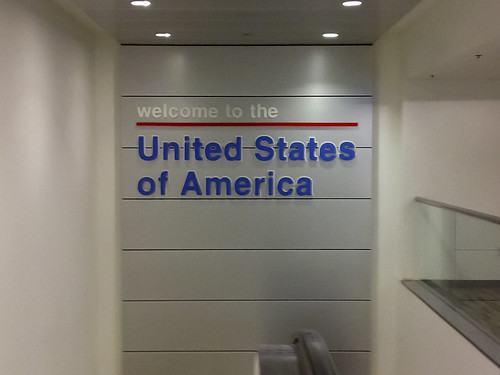 welcome to the
United States
of America